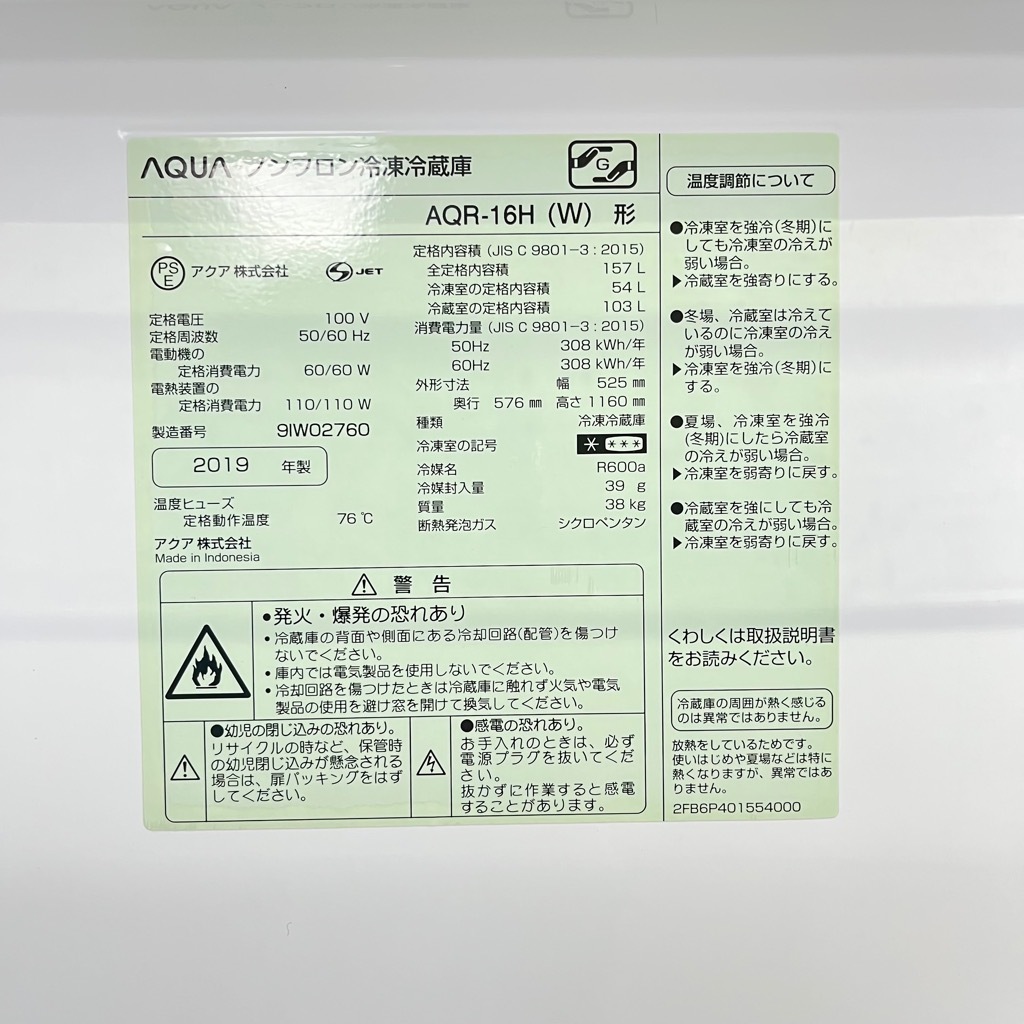 AQUA ノンフロン冷凍冷蔵庫
G
AQR-16H (W) 形
PS
E
アクア 株式会社
S JET
定格電圧 100 V
定格周波数 50/60 Hz
電動機の
定格消費電力 60/60 W
電熱装置の
定格消費電力 110/110 W
製造番号 9IW02760
2019 年製
温度ヒューズ
定格動作温度 76 ℃
アクア 株式会社
Made in Indonesia
定格内容積 (JIS C 9801-3 : 2015)
全定格内容積 157 L
冷凍室の定格内容積 54 L
冷蔵室の定格内容積 103 L
消費電力量 (JIS C 9801-3 : 2015)
50Hz 308 kWh/年
60Hz 308 kWh/年
外形寸法 幅 525 mm
奥行 576 mm 高さ 1160 mm
種類 冷凍冷蔵庫
冷凍室の記号 * ***
冷媒名 R600a
冷媒封入量 39 g
質量 38 kg
断熱発泡ガス シクロペンタン
⚠ 警告
●発火・爆発の恐れあり
・冷蔵庫の背面や側面にある冷却回路(配管)を傷つけ
ないでください。
・庫内では電気製品を使用しないでください。
・冷却回路を傷つけたときは冷蔵庫に触れず火気や電気
製品の使用を避け窓を開けて換気してください。
●幼児の閉じ込みの恐れあり。
リサイクルの時など、保管時
の幼児閉じ込みが懸念される
場合は、扉パッキングをはず
してください。
●感電の恐れあり。
お手入れのときは、必ず
電源プラグを抜いてくだ
さい。
抜かずに作業すると感電
することがあります。
温度調節について
●冷凍室を強冷(冬期)に
しても冷凍室の冷えが
弱い場合。
▶冷蔵室を強寄りにする。
●冬場、冷蔵室は冷えて
いるのに冷凍室の冷え
が弱い場合。
▶冷凍室を強冷(冬期)に
する。
●夏場、冷凍室を強冷
(冬期)にしたら冷蔵室
の冷えが弱い場合。
▶冷凍室を弱寄りに戻す。
●冷蔵室を強にしても冷
蔵室の冷えが弱い場合。
▶冷凍室を弱寄りに戻す。
くわしくは取扱説明書
をお読みください。
冷蔵庫の周囲が熱く感じる
のは異常ではありません。
放熱をしているためです。
使いはじめや夏場などは特に
熱くなりますが、異常ではあ
りません。
2FB6P401554000